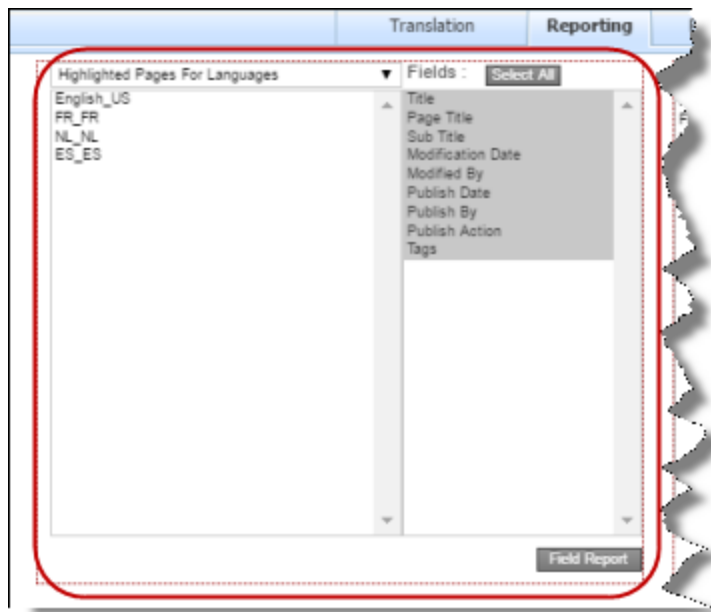 Translation Reporting
Highlighted Pages For Languages
Fields :
Select All
English_US
FR_FR
NL_NL
ES_ES
Title
Page Title
Sub Title
Modification Date
Modified By
Publish Date
Publish By
Publish Action
Tags
Field Report